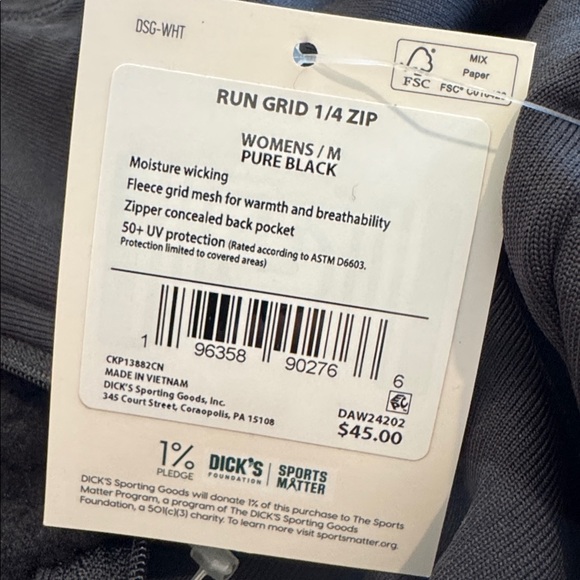 DSG-WHT
MIX
Paper
FSC
FSC®
RUN GRID 1/4 ZIP
WOMENS / M
PURE BLACK
Moisture wicking
Fleece grid mesh for warmth and breathability
Zipper concealed back pocket
50+ UV protection (Rated according to ASTM D6603.
Protection limited to covered areas)
1 96358 90276 6
CKP13882CN
MADE IN VIETNAM
DICK'S Sporting Goods, Inc.
345 Court Street, Coraopolis, PA 15108
DAW24202
$45.00
1%
PLEDGE
DICK'S
FOUNDATION
SPORTS
MATTER
DICK'S Sporting Goods will donate 1% of this purchase to The Sports
Matter Program, a program of The DICK'S Sporting Goods
Foundation, a 501(c)(3) charity. To learn more visit sportsmatter.org.